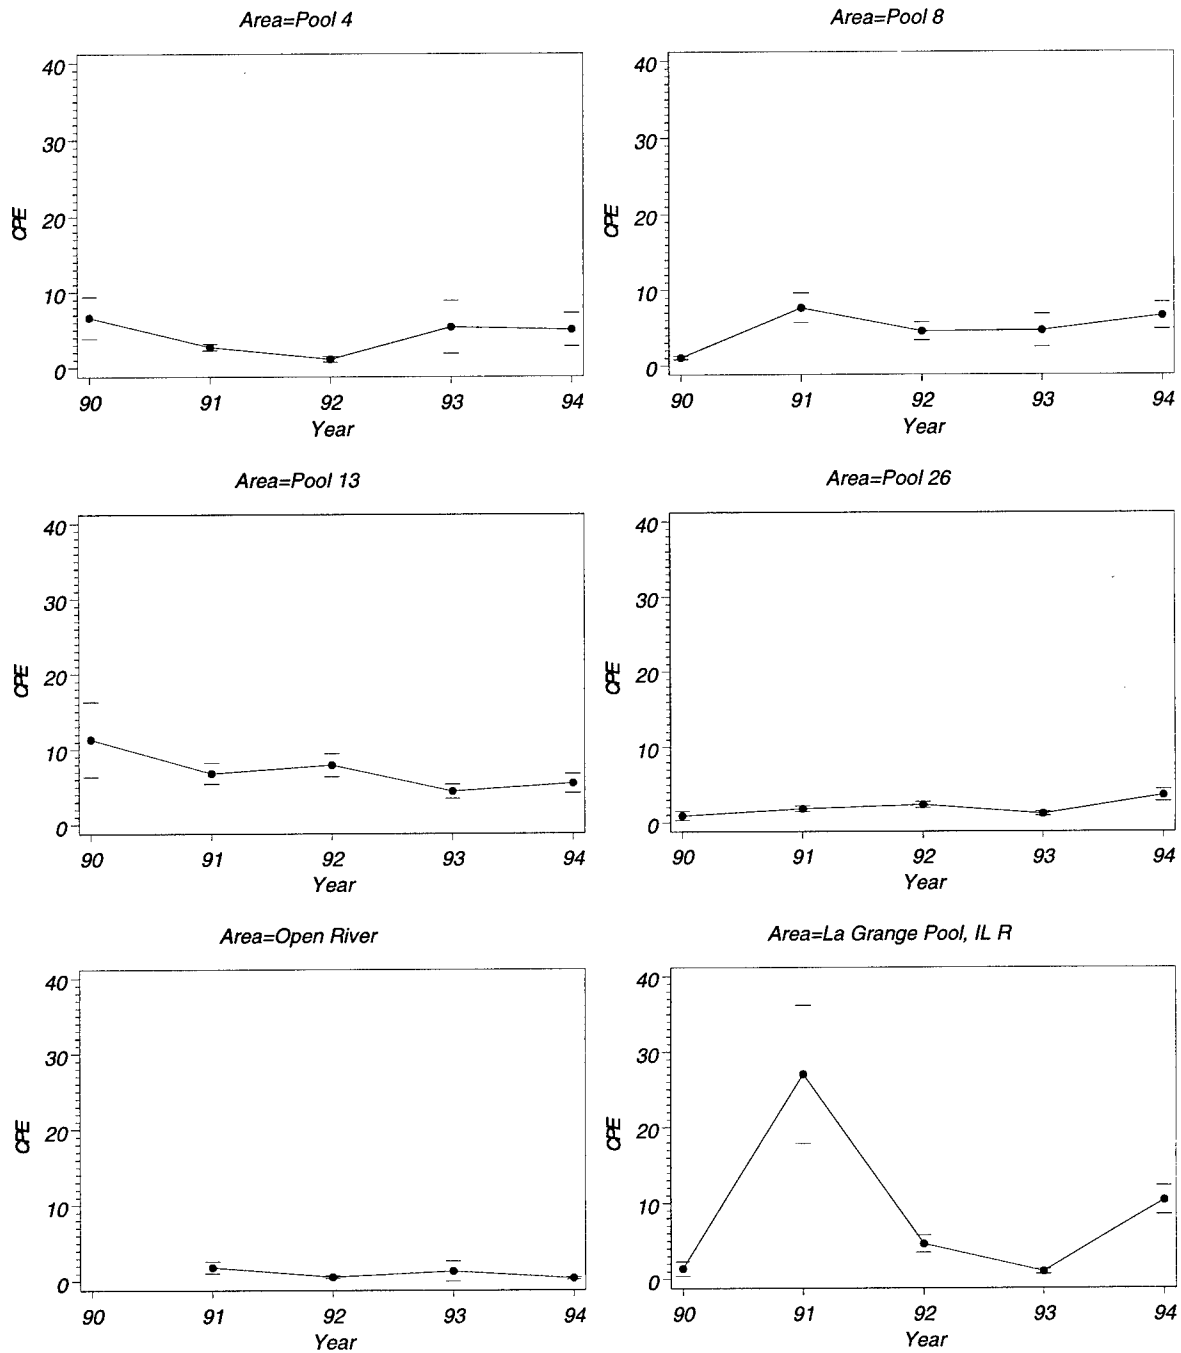 Area=Pool 4
40
30
20
10
0
CPE
90 91 92 93 94
Year
Area=Pool 8
40
30
20
10
0
CPE
90 91 92 93 94
Year
Area=Pool 13
40
30
20
10
0
CPE
90 91 92 93 94
Year
Area=Pool 26
40
30
20
10
0
CPE
90 91 92 93 94
Year
Area=Open River
40
30
20
10
0
CPE
90 91 92 93 94
Year
Area=La Grange Pool, IL R
40
30
20
10
0
CPE
90 91 92 93 94
Year